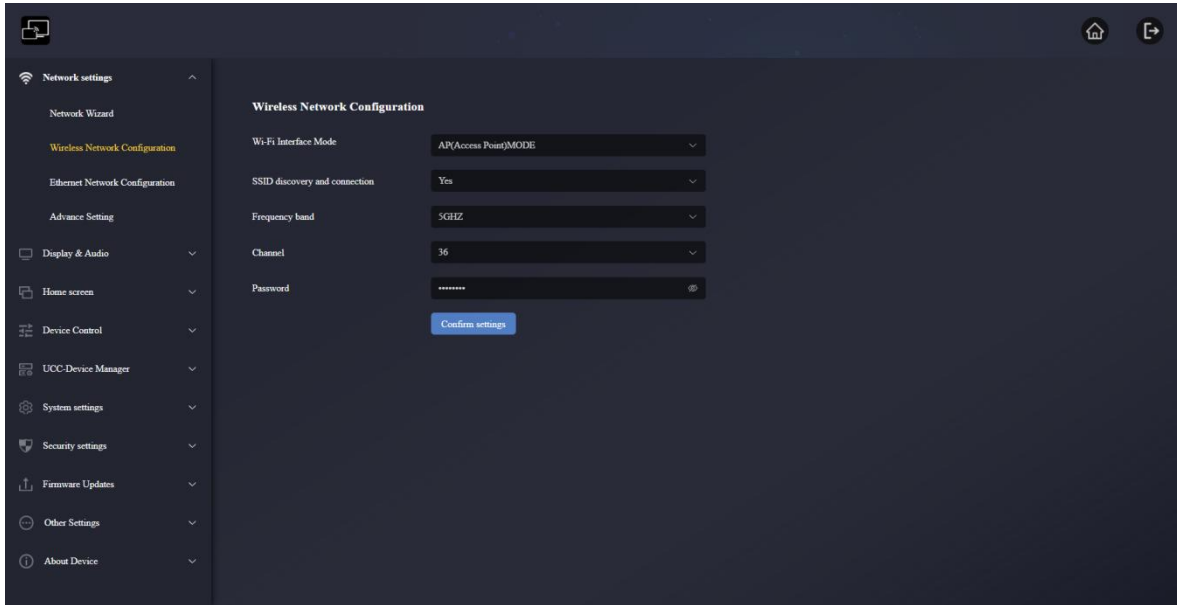 Network settings
Network Wizard
Wireless Network Configuration
Ethernet Network Configuration
Advance Setting
Display & Audio
Home screen
Device Control
UCC-Device Manager
System settings
Security settings
Firmware Updates
Other Settings
About Device
Wireless Network Configuration
Wi-Fi Interface Mode
AP(Access Point)MODE
SSID discovery and connection
Yes
Frequency band
5GHZ
Channel
36
Password
••••••••
Confirm settings